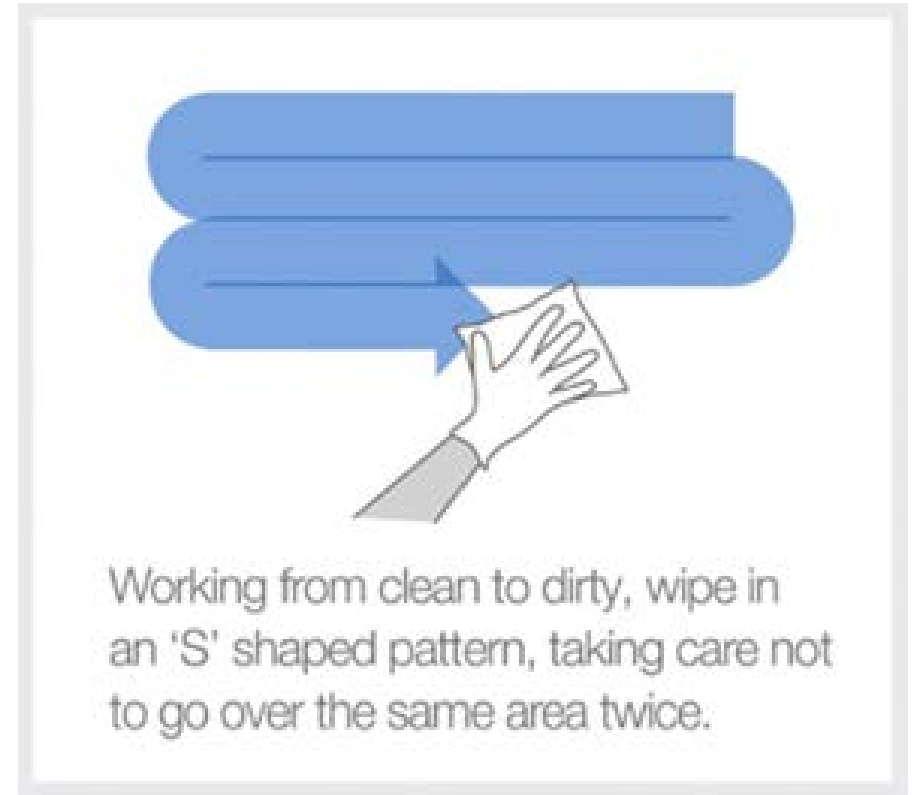 Working from clean to dirty, wipe in
an ‘S’ shaped pattern, taking care not
to go over the same area twice.